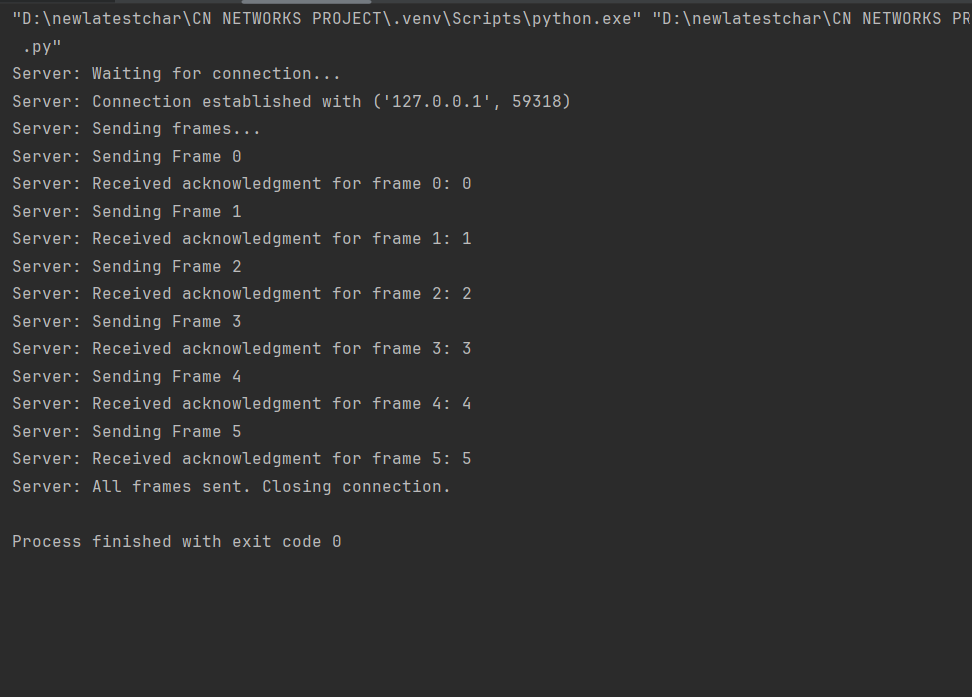 "D:\newlatestchar\CN NETWORKS PROJECT\.venv\Scripts\python.exe" "D:\newlatestchar\CN NETWORKS PR
.py"
Server: Waiting for connection...
Server: Connection established with ('127.0.0.1', 59318)
Server: Sending frames...
Server: Sending Frame 0
Server: Received acknowledgment for frame 0: 0
Server: Sending Frame 1
Server: Received acknowledgment for frame 1: 1
Server: Sending Frame 2
Server: Received acknowledgment for frame 2: 2
Server: Sending Frame 3
Server: Received acknowledgment for frame 3: 3
Server: Sending Frame 4
Server: Received acknowledgment for frame 4: 4
Server: Sending Frame 5
Server: Received acknowledgment for frame 5: 5
Server: All frames sent. Closing connection.
Process finished with exit code 0